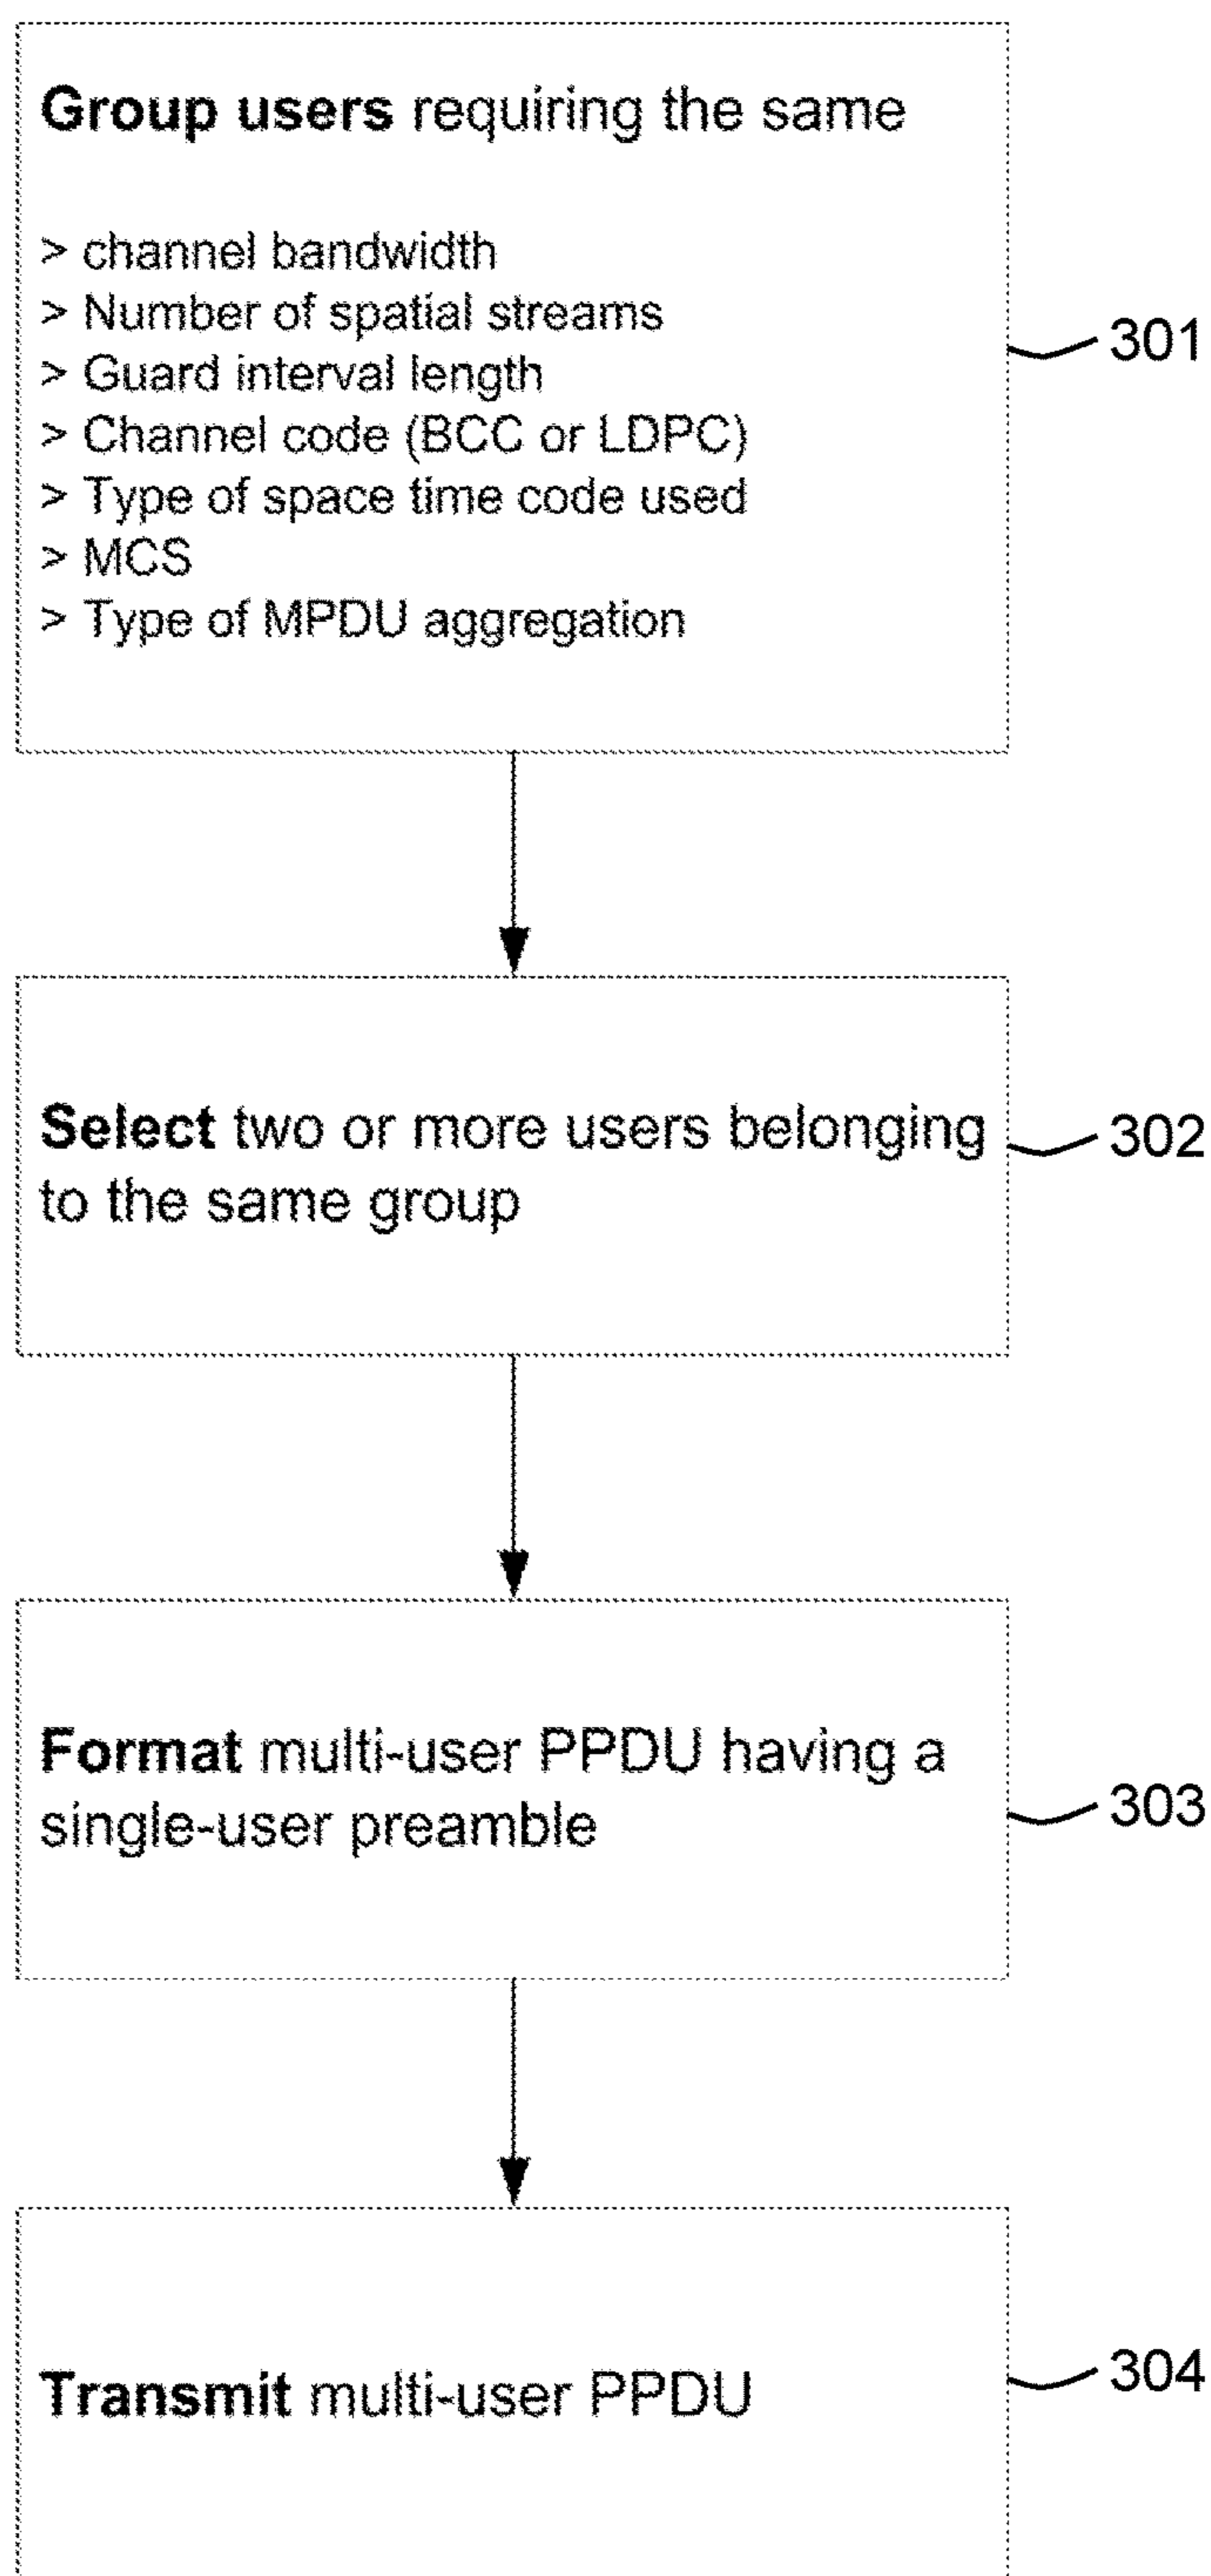 Group users requiring the same
> channel bandwidth
> Number of spatial streams
> Guard interval length
> Channel code (BCC or LDPC)
> Type of space time code used
> MCS
> Type of MPDU aggregation
301
Select two or more users belonging
to the same group
302
Format multi-user PPDU having a
single-user preamble
303
Transmit multi-user PPDU
304